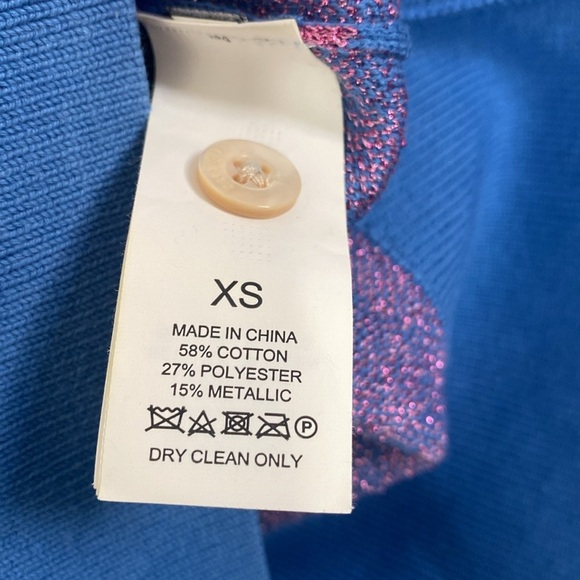 XS
MADE IN CHINA
58% COTTON
27% POLYESTER
15% METALLIC
P
DRY CLEAN ONLY